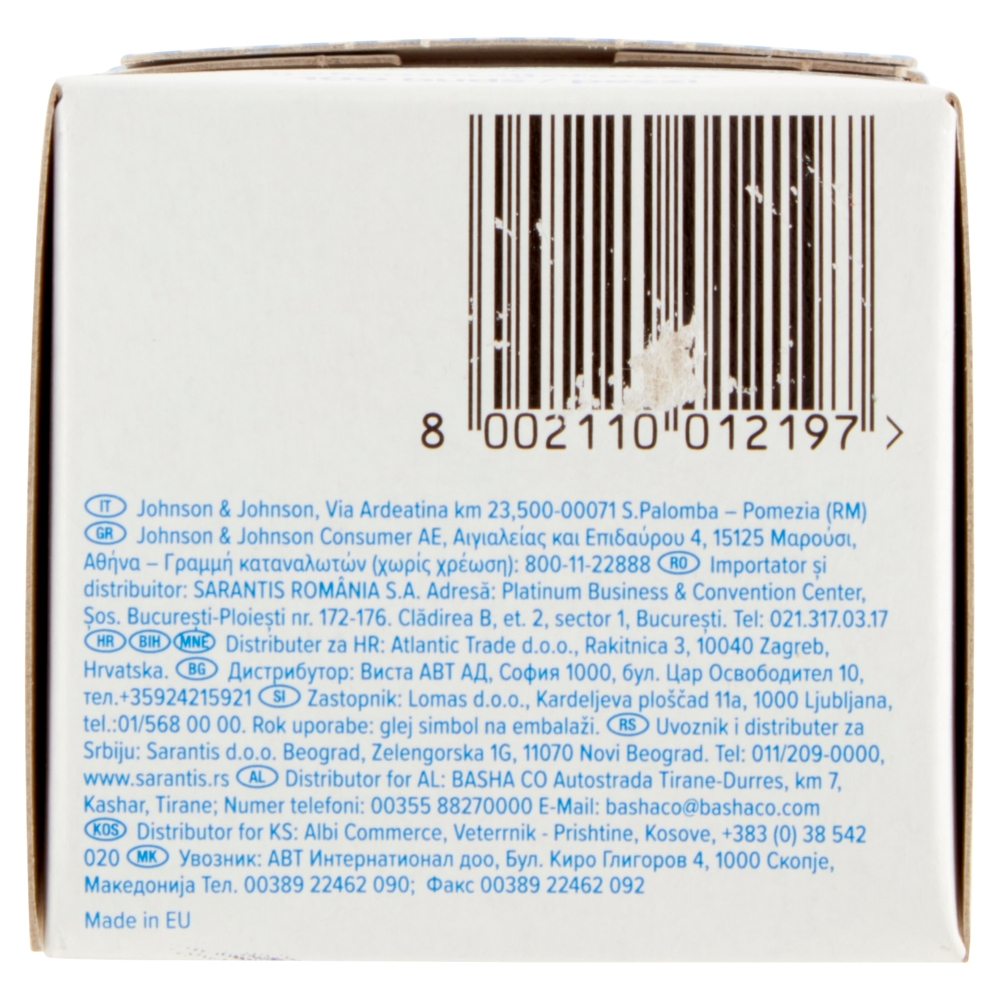 8 002110 012197 >
IT Johnson & Johnson, Via Ardeatina km 23,500-00071 S.Palomba – Pomezia (RM)
GR Johnson & Johnson Consumer AE, Αιγιαλείας και Επιδαύρου 4, 15125 Μαρούσι,
Αθήνα – Γραμμή καταναλωτών (χωρίς χρέωση): 800-11-22888 RO Importator și
distribuitor: SARANTIS ROMÂNIA S.A. Adresă: Platinum Business & Convention Center,
Șos. București-Ploiești nr. 172-176. Clădirea B, et. 2, sector 1, București. Tel: 021.317.03.17
HR BIH MNE Distributer za HR: Atlantic Trade d.o.o., Rakitnica 3, 10040 Zagreb,
Hrvatska. BG Дистрибутор: Виста АВТ АД, София 1000, бул. Цар Освободител 10,
тел.+35924215921 SI Zastopnik: Lomas d.o.o., Kardeljeva ploščad 11a, 1000 Ljubljana,
tel.:01/568 00 00. Rok uporabe: glej simbol na embalaži. RS Uvoznik i distributer za
Srbiju: Sarantis d.o.o. Beograd, Zelengorska 1G, 11070 Novi Beograd. Tel: 011/209-0000,
www.sarantis.rs AL Distributor for AL: BASHA CO Autostrada Tirane-Durres, km 7,
Kashar, Tirane; Numer telefoni: 00355 88270000 E-Mail: bashaco@bashaco.com
KOS Distributor for KS: Albi Commerce, Veterrnik - Prishtine, Kosove, +383 (0) 38 542
020 MK Увозник: АВТ Интернатионал доо, Бул. Киро Глигоров 4, 1000 Скопје,
Македонија Тел. 00389 22462 090; Факс 00389 22462 092
Made in EU